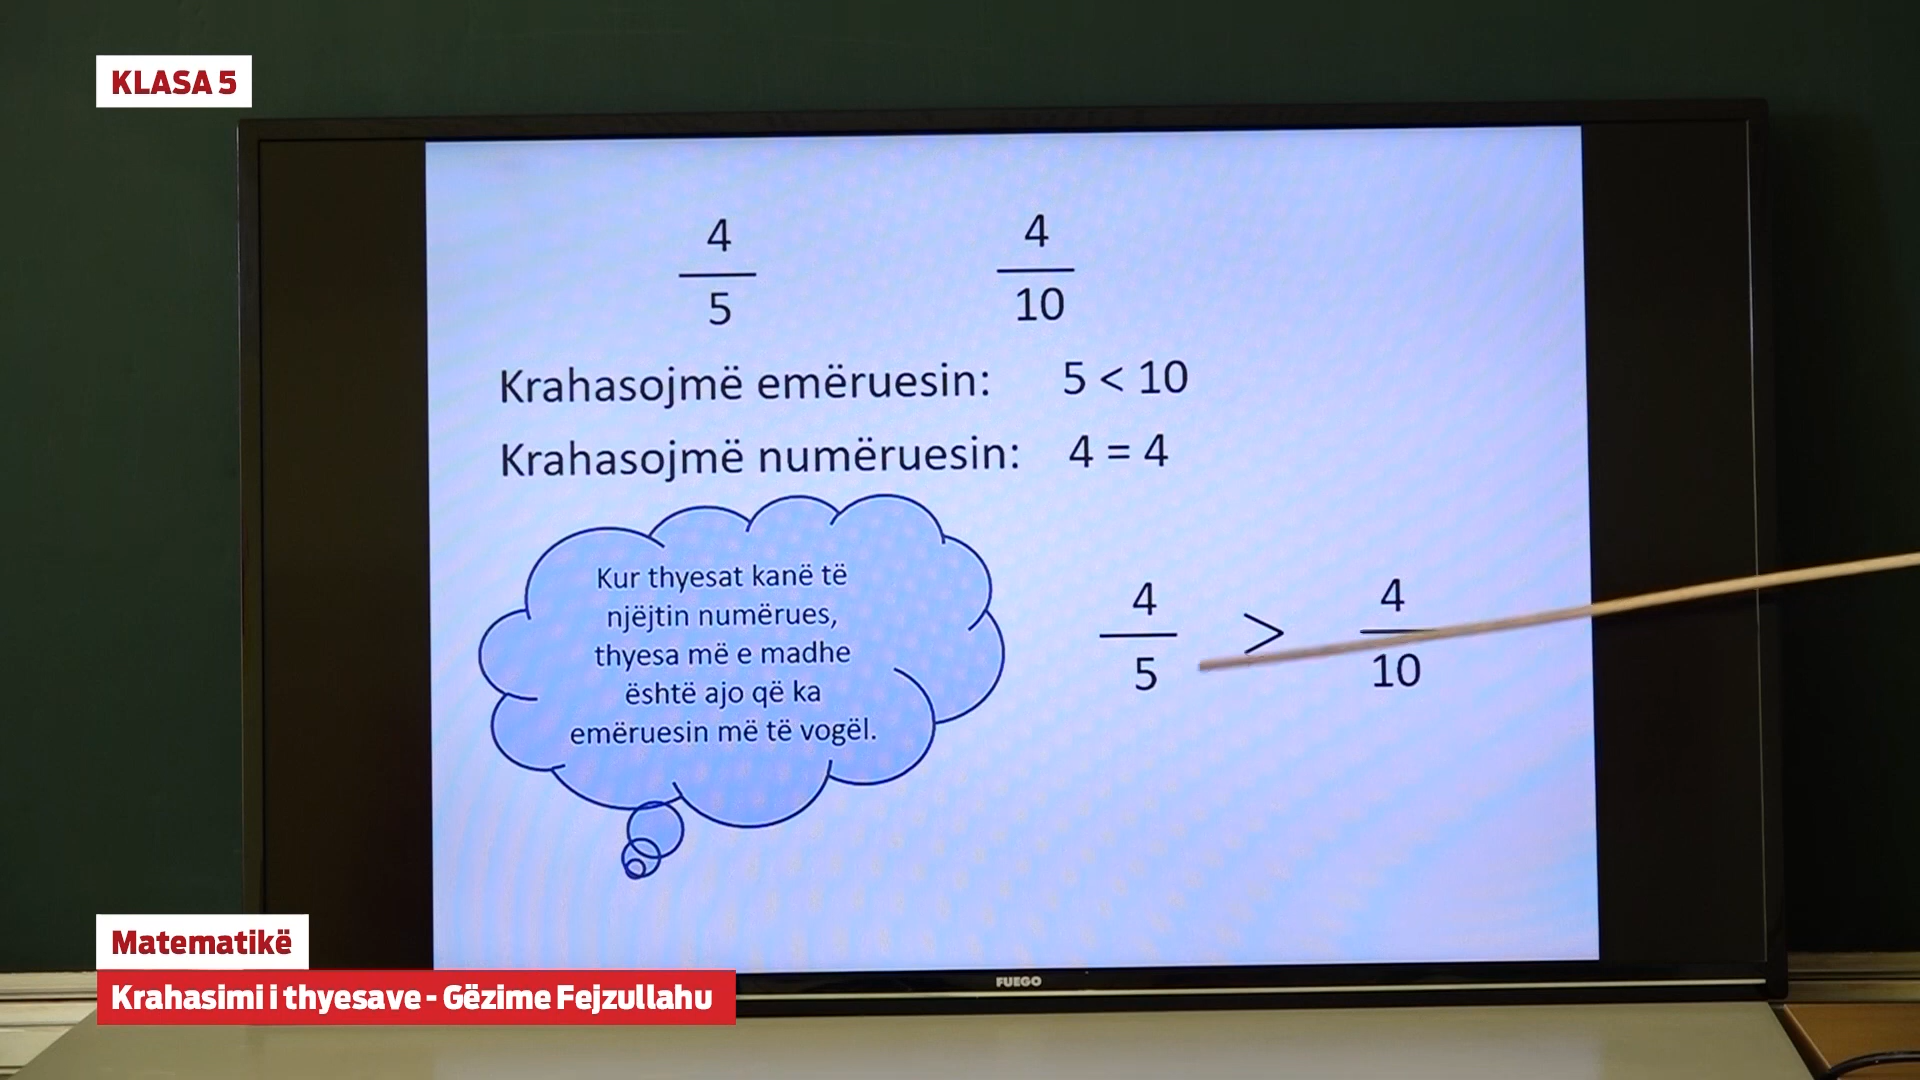 KLASA 5
4 4
5 10
Krahasojmë emëruesin: 5 < 10
Krahasojmë numëruesin: 4 = 4
Kur thyesat kanë të
njëjtin numërues,
thyesa më e madhe
është ajo që ka
emëruesin më të vogël.
4 > 4
5 10
FUEGO
Matematikë
Krahasimi i thyesave - Gëzime Fejzullahu